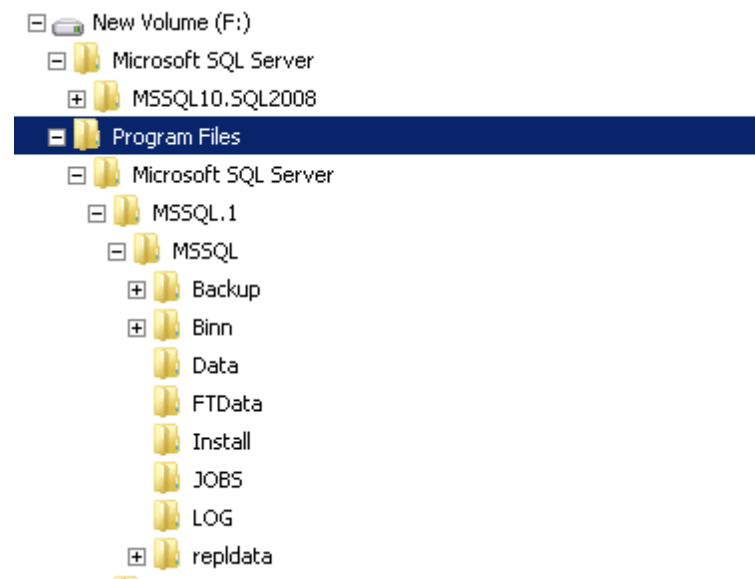 New Volume (F:)
Microsoft SQL Server
MSSQL10.SQL2008
Program Files
Microsoft SQL Server
MSSQL.1
MSSQL
Backup
Binn
Data
FTData
Install
JOBS
LOG
repldata